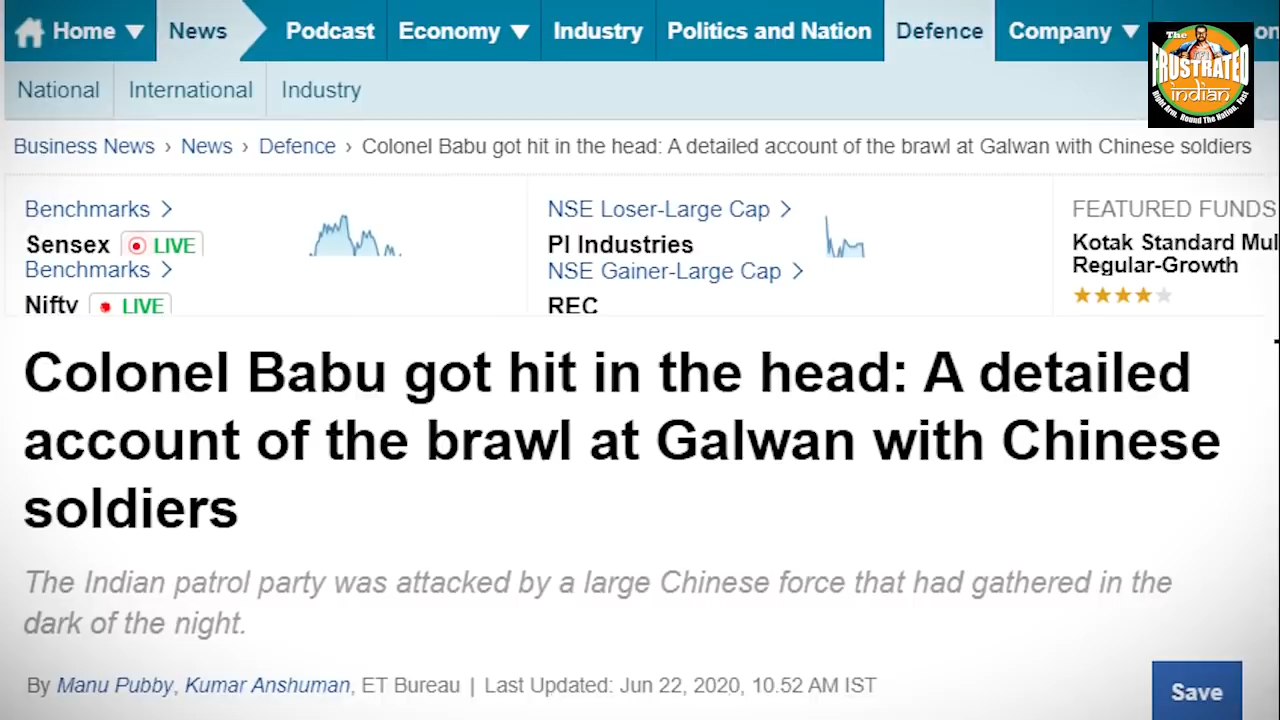 Home News Podcast Economy Industry Politics and Nation Defence Company
National International Industry
The
FRUSTRATED
indian
Right Arm, Round The Nation, Fast
Business News › News › Defence › Colonel Babu got hit in the head: A detailed account of the brawl at Galwan with Chinese soldiers
Benchmarks >
Sensex LIVE
Benchmarks >
Nifty LIVE
NSE Loser-Large Cap >
PI Industries
NSE Gainer-Large Cap >
REC
FEATURED FUNDS
Kotak Standard Mul
Regular-Growth
★★★★★
Colonel Babu got hit in the head: A detailed
account of the brawl at Galwan with Chinese
soldiers
The Indian patrol party was attacked by a large Chinese force that had gathered in the
dark of the night.
By Manu Pubby, Kumar Anshuman, ET Bureau | Last Updated: Jun 22, 2020, 10.52 AM IST
Save